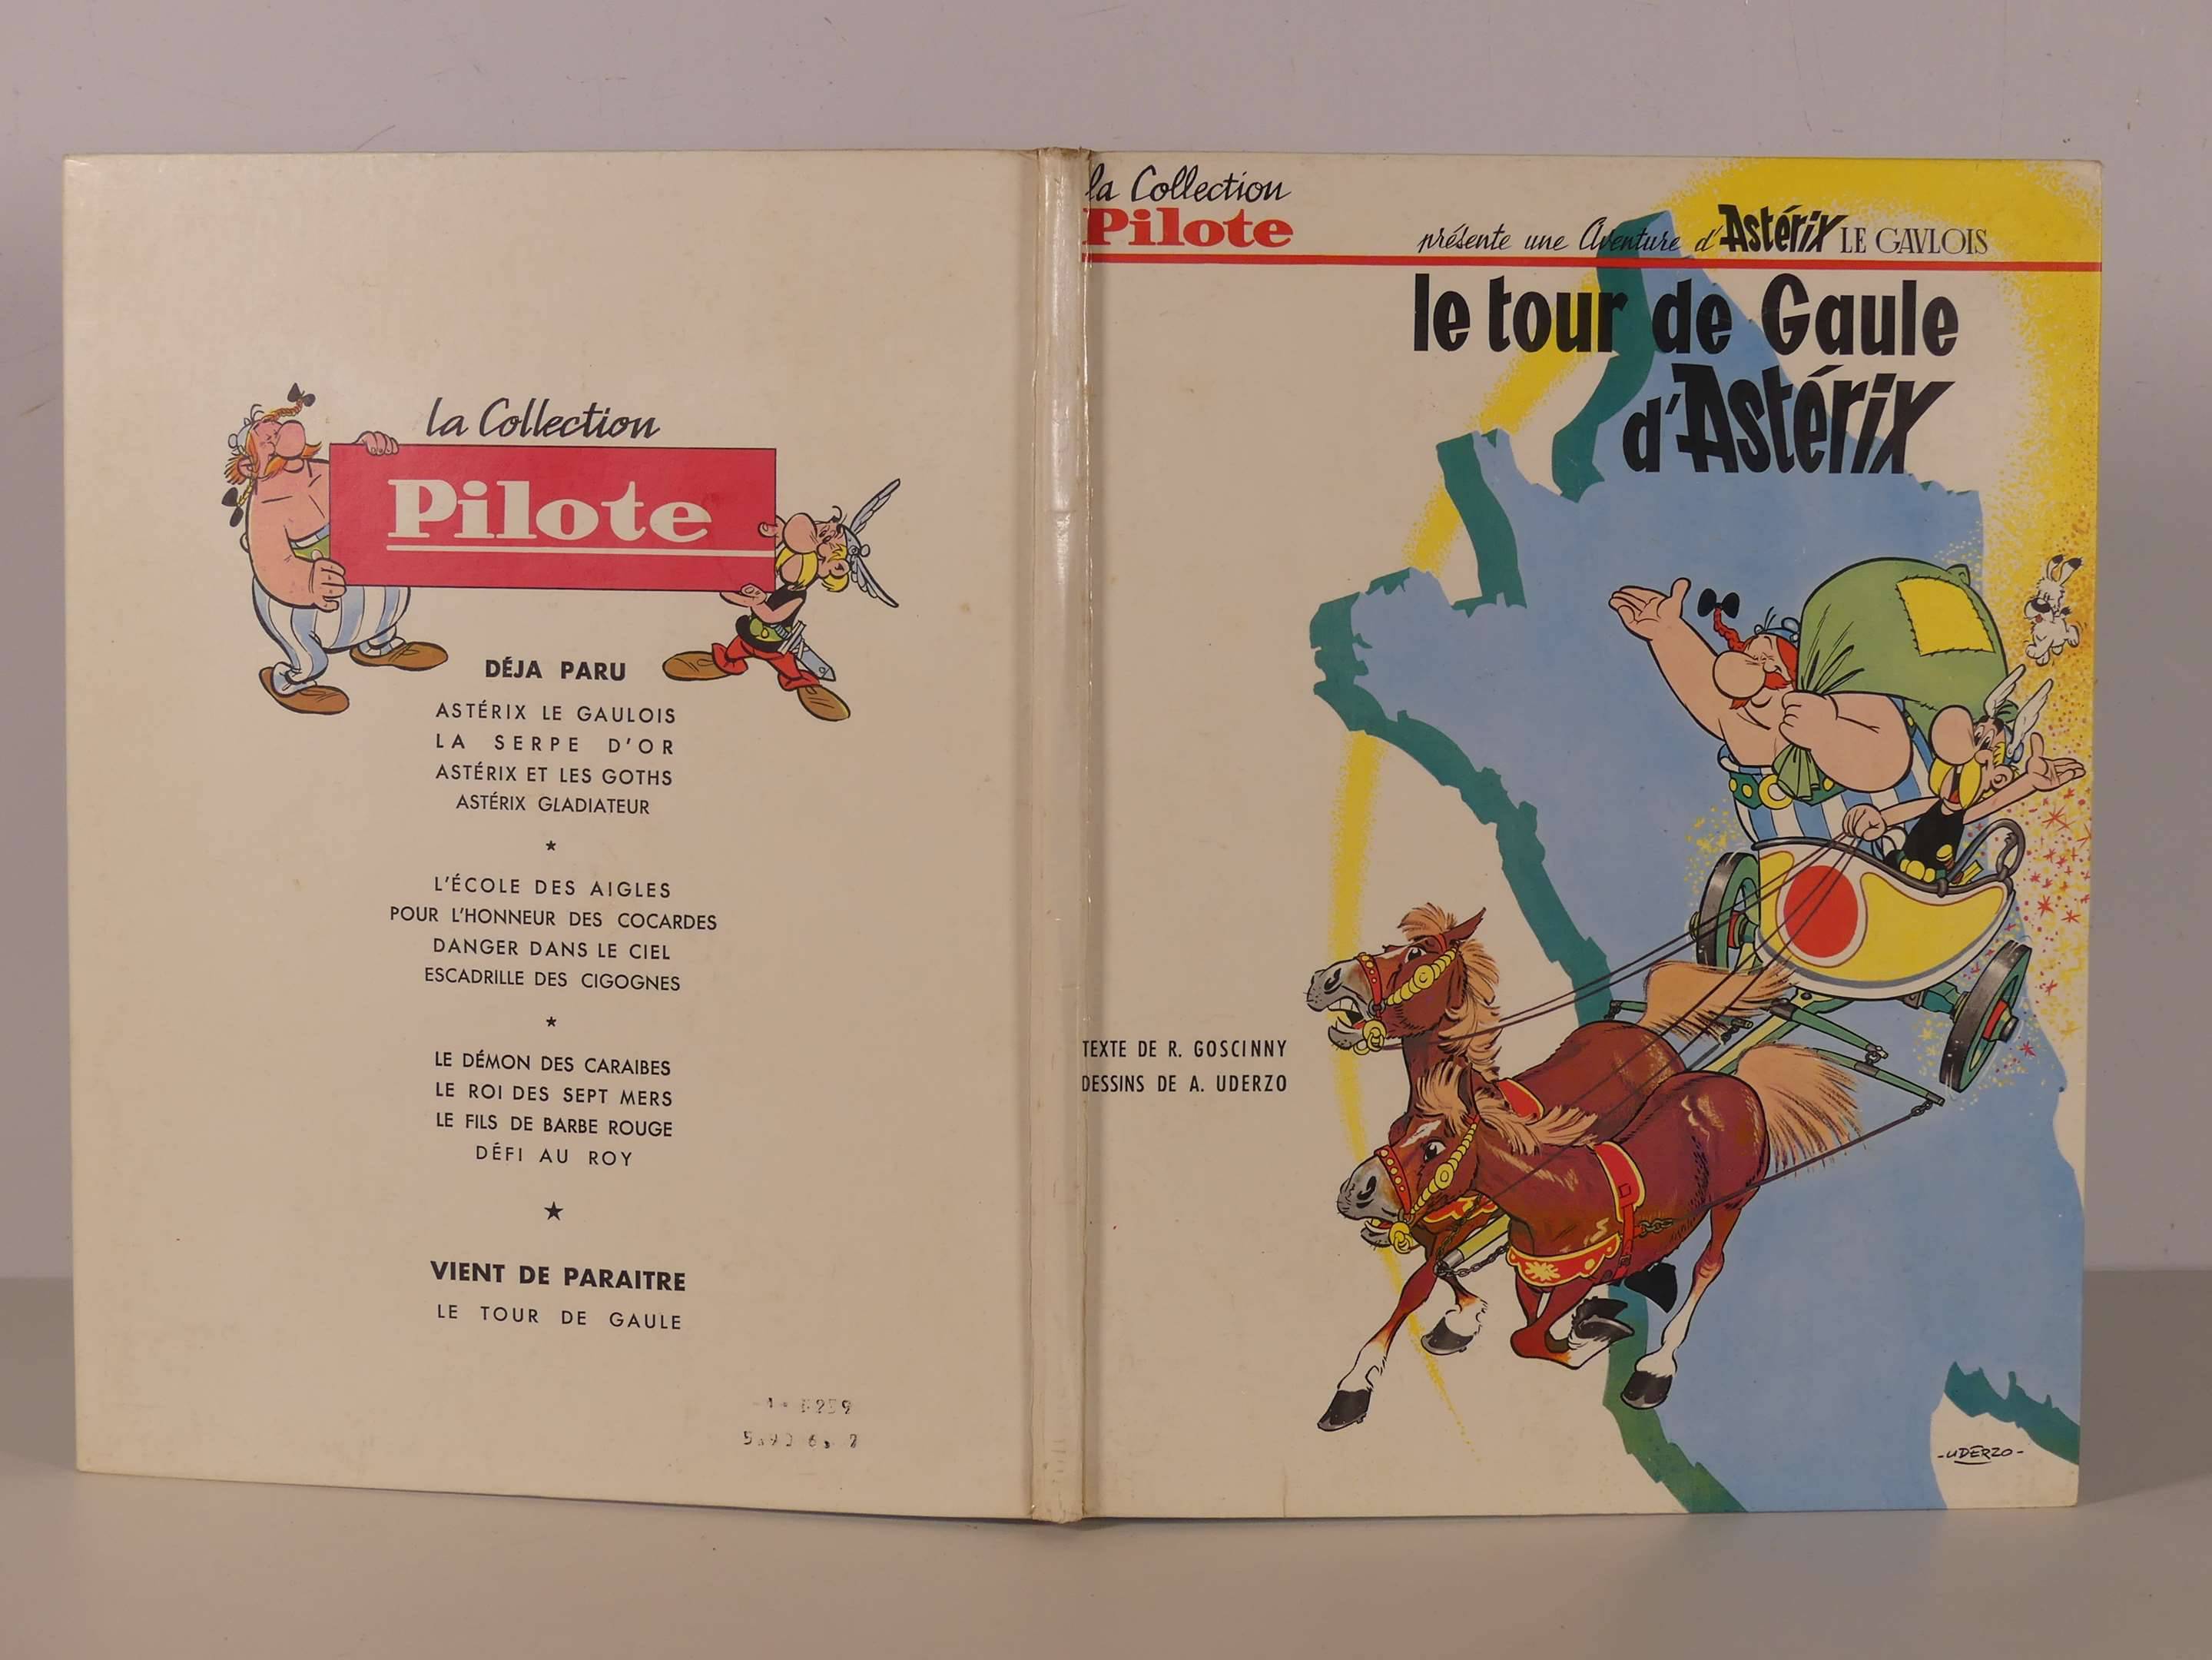 la Collection
Pilote
DÉJA PARU
ASTÉRIX LE GAULOIS
LA SERPE D'OR
ASTÉRIX ET LES GOTHS
ASTÉRIX GLADIATEUR
L'ÉCOLE DES AIGLES
POUR L'HONNEUR DES COCARDES
DANGER DANS LE CIEL
ESCADRILLE DES CIGOGNES
LE DÉMON DES CARAIBES
LE ROI DES SEPT MERS
LE FILS DE BARBE ROUGE
DÉFI AU ROY
VIENT DE PARAITRE
LE TOUR DE GAULE
la Collection
Pilote
présente une Aventure d'Astérix LE GAVLOIS
le tour de Gaule
d'Astérix
TEXTE DE R. GOSCINNY
DESSINS DE A. UDERZO
-UDERZO-